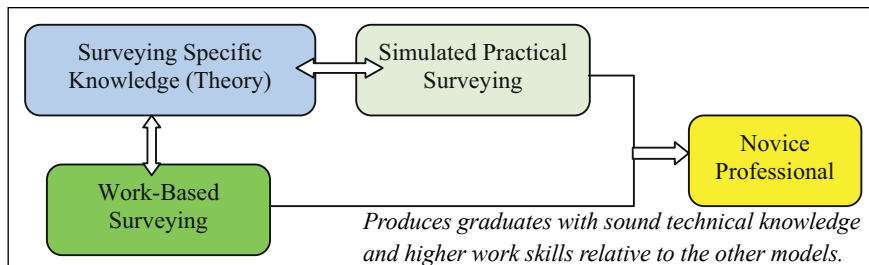 Surveying Specific
Knowledge (Theory)
Simulated Practical
Surveying
Novice
Professional
Work-Based
Surveying
Produces graduates with sound technical knowledge
and higher work skills relative to the other models.